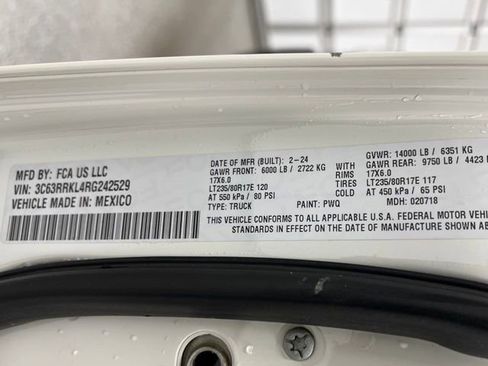 MFD BY: FCA US LLC
VIN: 3C63RRKL4RG242529
VEHICLE MADE IN: MEXICO
DATE OF MFR (BUILT): 2-24
GAWR FRONT: 6000 LB / 2722 KG WITH
17X6.0 RIMS
LT235/80R17E 120 TIRES
AT 550 kPa / 80 PSI
TYPE: TRUCK PAINT: PWQ
GVWR: 14000 LB / 6351 KG
GAWR REAR: 9750 LB / 4423
17X6.0
LT235/80R17E 117
AT 450 kPa / 65 PSI
MDH: 020718
THIS VEHICLE CONFORMS TO ALL APPLICABLE U.S.A. FEDERAL MOTOR
STANDARDS IN EFFECT ON THE DATE OF MANUFACTURE SHOWN